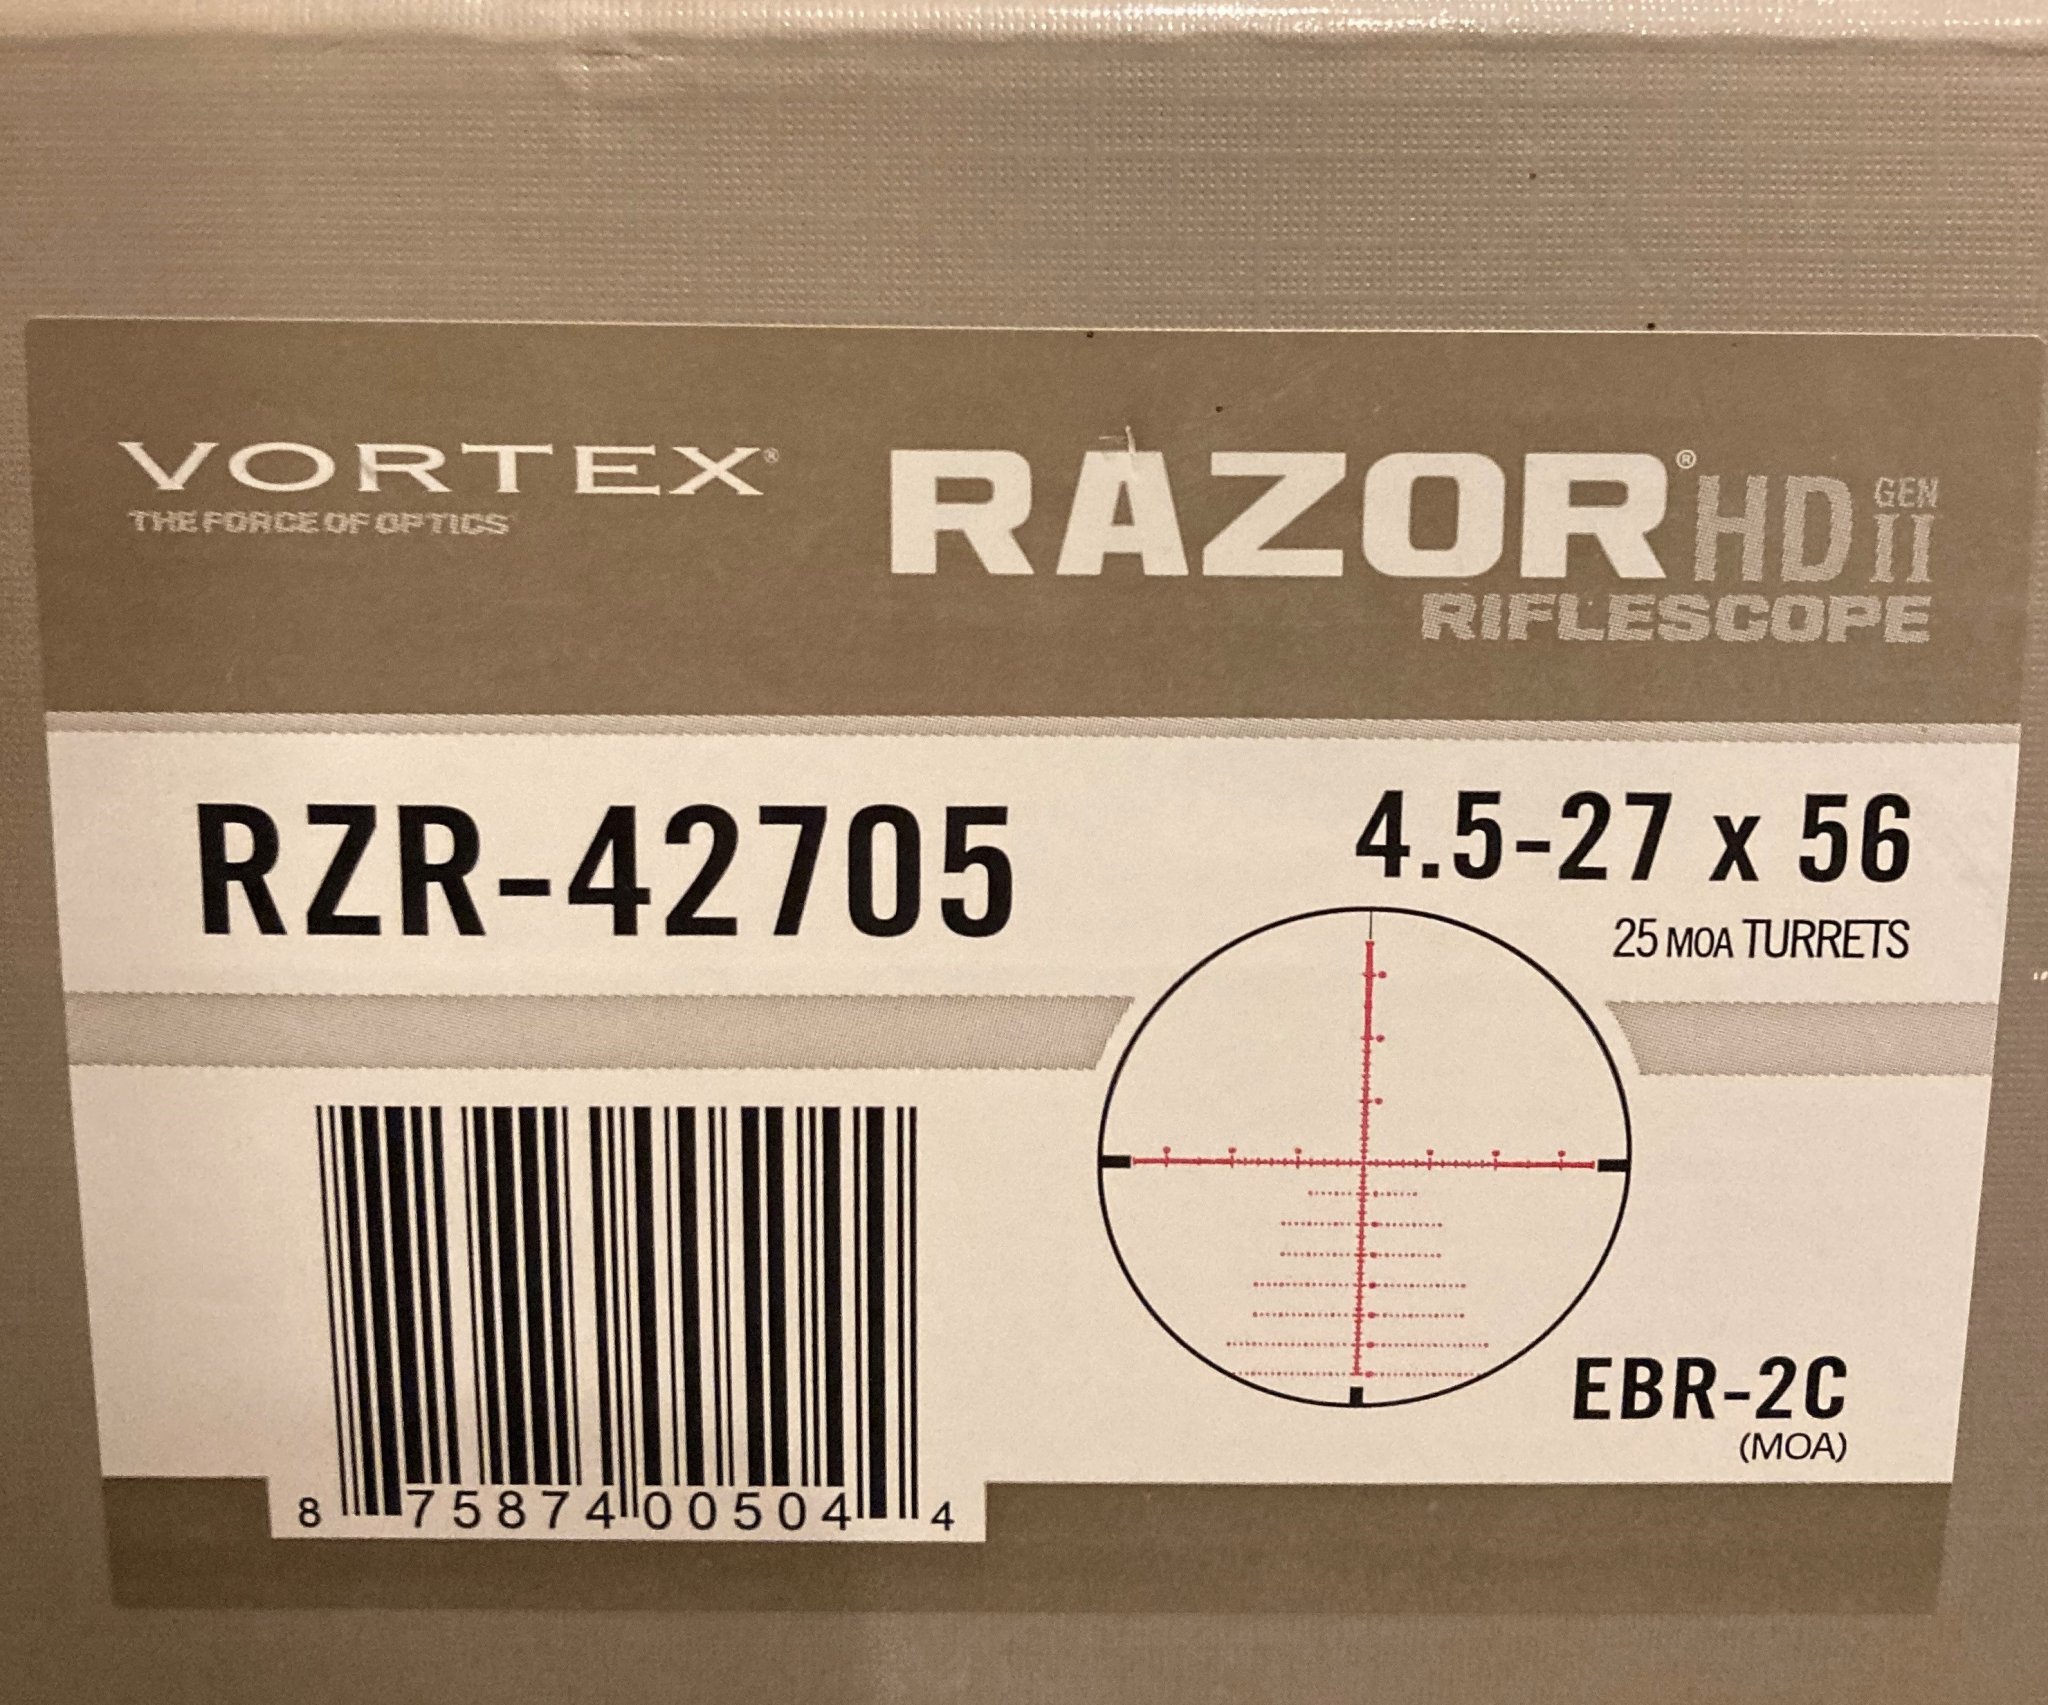 VORTEX®
THE FORCE OF OPTICS
RAZOR® HD GEN II
RIFLESCOPE
RZR-42705
4.5-27 x 56
25 MOA TURRETS
EBR-2C
(MOA)
8 75874 00504 4